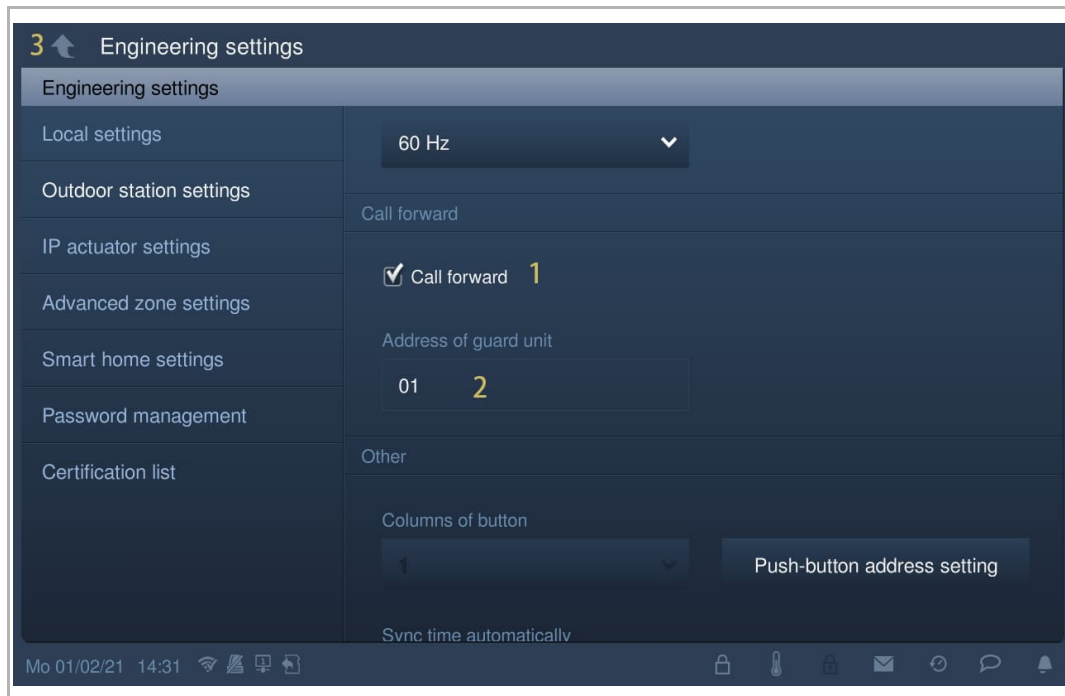 3 Engineering settings
Engineering settings
Local settings
Outdoor station settings
IP actuator settings
Advanced zone settings
Smart home settings
Password management
Certification list
60 Hz
Call forward
Call forward 1
Address of guard unit
01 2
Other
Columns of button
1
Push-button address setting
Sync time automatically
Mo 01/02/21 14:31